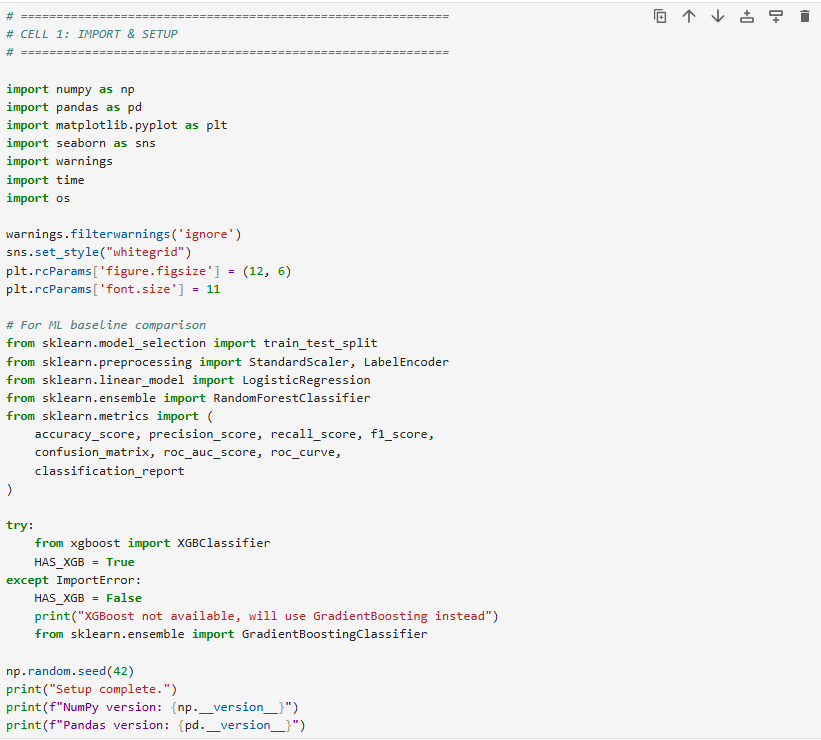 # =========================================================
# CELL 1: IMPORT & SETUP
# =========================================================

import numpy as np
import pandas as pd
import matplotlib.pyplot as plt
import seaborn as sns
import warnings
import time
import os

warnings.filterwarnings('ignore')
sns.set_style("whitegrid")
plt.rcParams['figure.figsize'] = (12, 6)
plt.rcParams['font.size'] = 11

# For ML baseline comparison
from sklearn.model_selection import train_test_split
from sklearn.preprocessing import StandardScaler, LabelEncoder
from sklearn.linear_model import LogisticRegression
from sklearn.ensemble import RandomForestClassifier
from sklearn.metrics import (
    accuracy_score, precision_score, recall_score, f1_score,
    confusion_matrix, roc_auc_score, roc_curve,
    classification_report
)

try:
    from xgboost import XGBClassifier
    HAS_XGB = True
except ImportError:
    HAS_XGB = False
    print("XGBoost not available, will use GradientBoosting instead")
    from sklearn.ensemble import GradientBoostingClassifier

np.random.seed(42)
print("Setup complete.")
print(f"NumPy version: {np.__version__}")
print(f"Pandas version: {pd.__version__}")